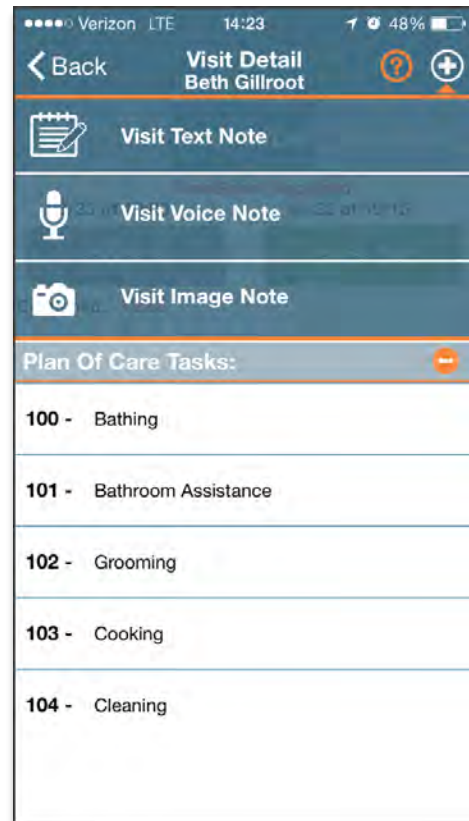 Verizon LTE 14:23 48%
Back Visit Detail ? +
Beth Gillroot
Visit Text Note
Visit Voice Note
Visit Image Note
Plan Of Care Tasks:
100 - Bathing
101 - Bathroom Assistance
102 - Grooming
103 - Cooking
104 - Cleaning